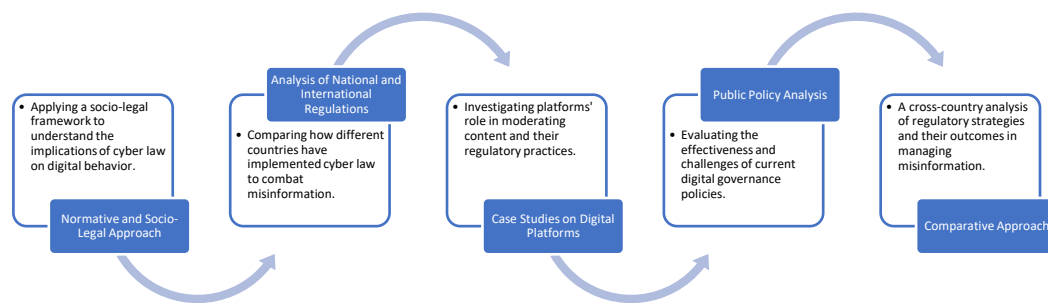 • Applying a socio-legal
framework to
understand the
implications of cyber law
on digital behavior.
Normative and Socio-
Legal Approach
Analysis of National and
International
Regulations
• Comparing how different
countries have
implemented cyber law
to combat
misinformation.
• Investigating platforms'
role in moderating
content and their
regulatory practices.
Case Studies on Digital
Platforms
Public Policy Analysis
• Evaluating the
effectiveness and
challenges of current
digital governance
policies.
• A cross-country analysis
of regulatory strategies
and their outcomes in
managing
misinformation.
Comparative Approach